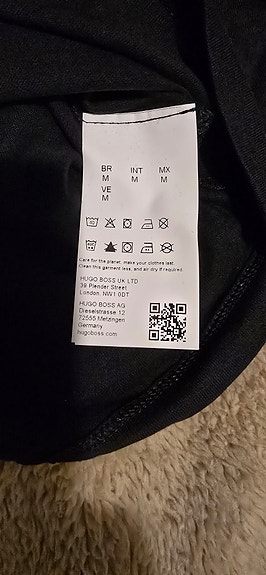 BR INT MX
M M M
VE
M
Care for the planet, make your clothes last.
Clean this garment less, and air dry if required.
HUGO BOSS UK LTD
39 Plender Street
London, NW1 0DT
HUGO BOSS AG
Dieselstrasse 12
72555 Metzingen
Germany
hugoboss.com